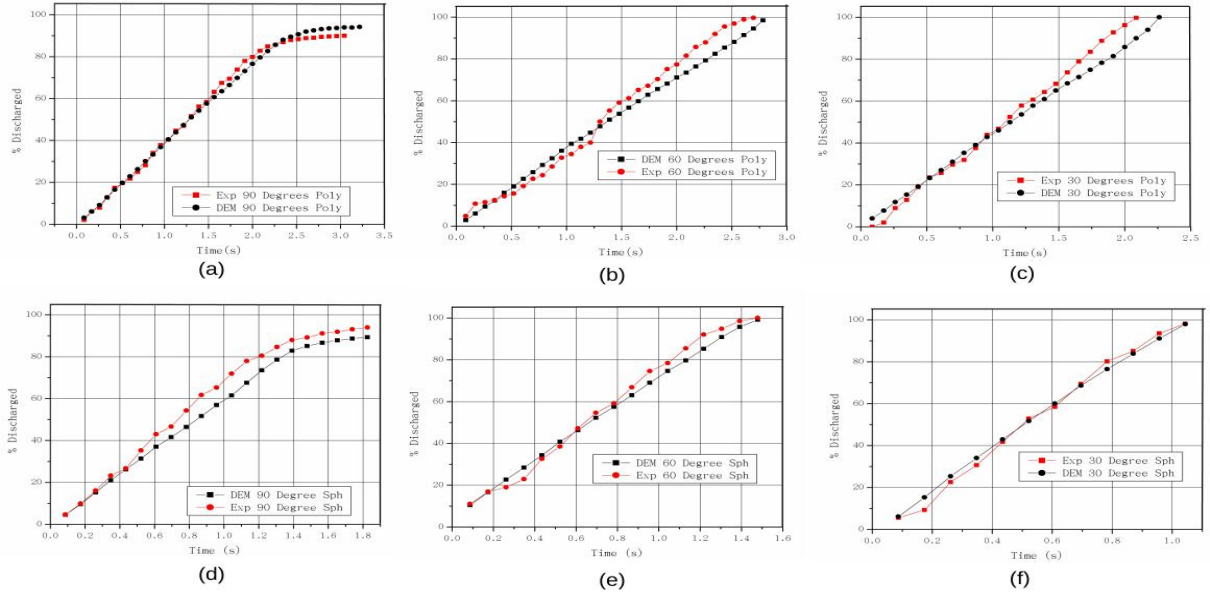 100
80
60
40
20
0
% Discharged
Exp 90 Degrees Poly
DEM 90 Degrees Poly
0.0 0.5 1.0 1.5 2.0 2.5 3.0 3.5
Time(s)
(a)
100
80
60
40
20
0
% Discharged
DEM 60 Degrees Poly
Exp 60 Degrees Poly
0.0 0.5 1.0 1.5 2.0 2.5 3.0
Time(s)
(b)
100
80
60
40
20
0
% Discharged
Exp 30 Degrees Poly
DEM 30 Degrees Poly
0.0 0.5 1.0 1.5 2.0 2.5
Time(s)
(c)
100
80
60
40
20
0
% Discharged
DEM 90 Degree Sph
Exp 90 Degree Sph
0.0 0.2 0.4 0.6 0.8 1.0 1.2 1.4 1.6 1.8
Time (s)
(d)
100
80
60
40
20
0
% Discharged
DEM 60 Degree Sph
Exp 60 Degree Sph
0.0 0.2 0.4 0.6 0.8 1.0 1.2 1.4 1.6
Time (s)
(e)
100
80
60
40
20
0
% Discharged
Exp 30 Degree Sph
DEM 30 Degree Sph
0.0 0.2 0.4 0.6 0.8 1.0
Time (s)
(f)